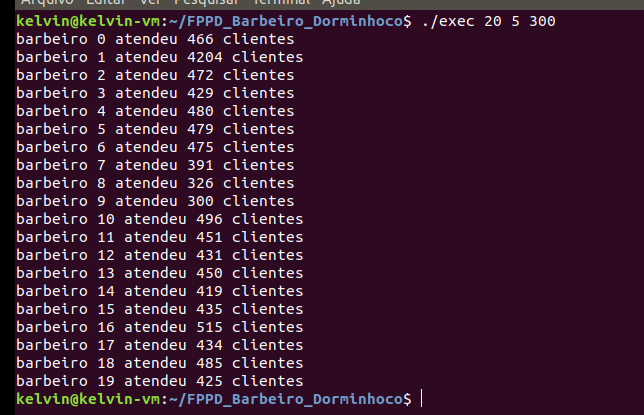 Arquivo Editar Ver Pesquisar Terminal Ajuda
kelvin@kelvin-vm:~/FPPD_Barbeiro_Dorminhoco$ ./exec 20 5 300
barbeiro 0 atendeu 466 clientes
barbeiro 1 atendeu 4204 clientes
barbeiro 2 atendeu 472 clientes
barbeiro 3 atendeu 429 clientes
barbeiro 4 atendeu 480 clientes
barbeiro 5 atendeu 479 clientes
barbeiro 6 atendeu 475 clientes
barbeiro 7 atendeu 391 clientes
barbeiro 8 atendeu 326 clientes
barbeiro 9 atendeu 300 clientes
barbeiro 10 atendeu 496 clientes
barbeiro 11 atendeu 451 clientes
barbeiro 12 atendeu 431 clientes
barbeiro 13 atendeu 450 clientes
barbeiro 14 atendeu 419 clientes
barbeiro 15 atendeu 435 clientes
barbeiro 16 atendeu 515 clientes
barbeiro 17 atendeu 434 clientes
barbeiro 18 atendeu 485 clientes
barbeiro 19 atendeu 425 clientes
kelvin@kelvin-vm:~/FPPD_Barbeiro_Dorminhoco$